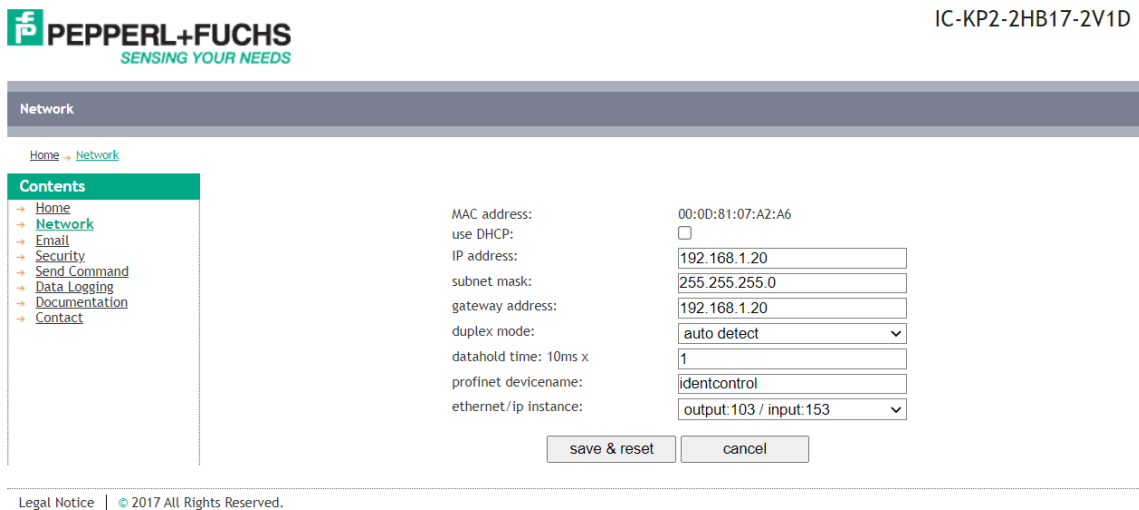 PEPPERL+FUCHS
SENSING YOUR NEEDS
IC-KP2-2HB17-2V1D
Network
Home → Network
Contents
→ Home
→ Network
→ Email
→ Security
→ Send Command
→ Data Logging
→ Documentation
→ Contact
MAC address: 00:0D:81:07:A2:A6
use DHCP:
IP address: 192.168.1.20
subnet mask: 255.255.255.0
gateway address: 192.168.1.20
duplex mode: auto detect
datahold time: 10ms x 1
profinet devicename: identcontrol
ethernet/ip instance: output:103 / input:153
save & reset cancel
Legal Notice | © 2017 All Rights Reserved.